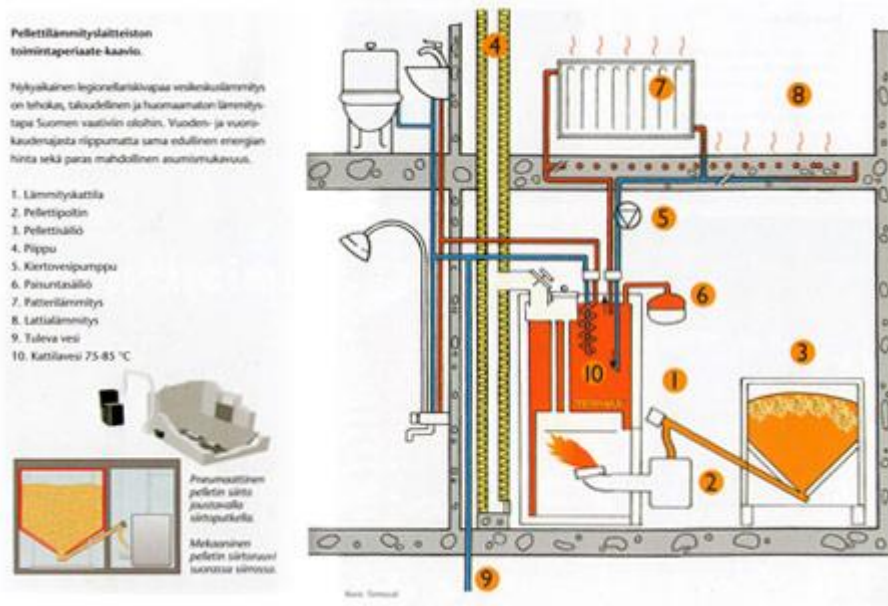 Pellettilämmityslaitteiston
toimintaperiaate-kaavio.
Nykyaikainen legionellariskivapaa vesikeskuslämmitys
on tehokas, taloudellinen ja huomaamaton lämmitys-
tapa Suomen vaativiin oloihin. Vuoden- ja vuoro-
kaudenajasta riippumatta sama edullinen energian
hinta sekä paras mahdollinen asumismukavuus.
1. Lämmityskattila
2. Pellettipoltin
3. Pellettisäiliö
4. Piippu
5. Kiertovesipumppu
6. Paisuntasäiliö
7. Patterilämmitys
8. Lattialämmitys
9. Tuleva vesi
10. Kattilavesi 75-85 °C
Pneumaattinen
pelletin siirto
joustavalla
siirtoputkella.
Mekaaninen
pelletin siirtoruuvi
suorassa siirrossa.
4
7
8
5
6
3
10
1
2
9